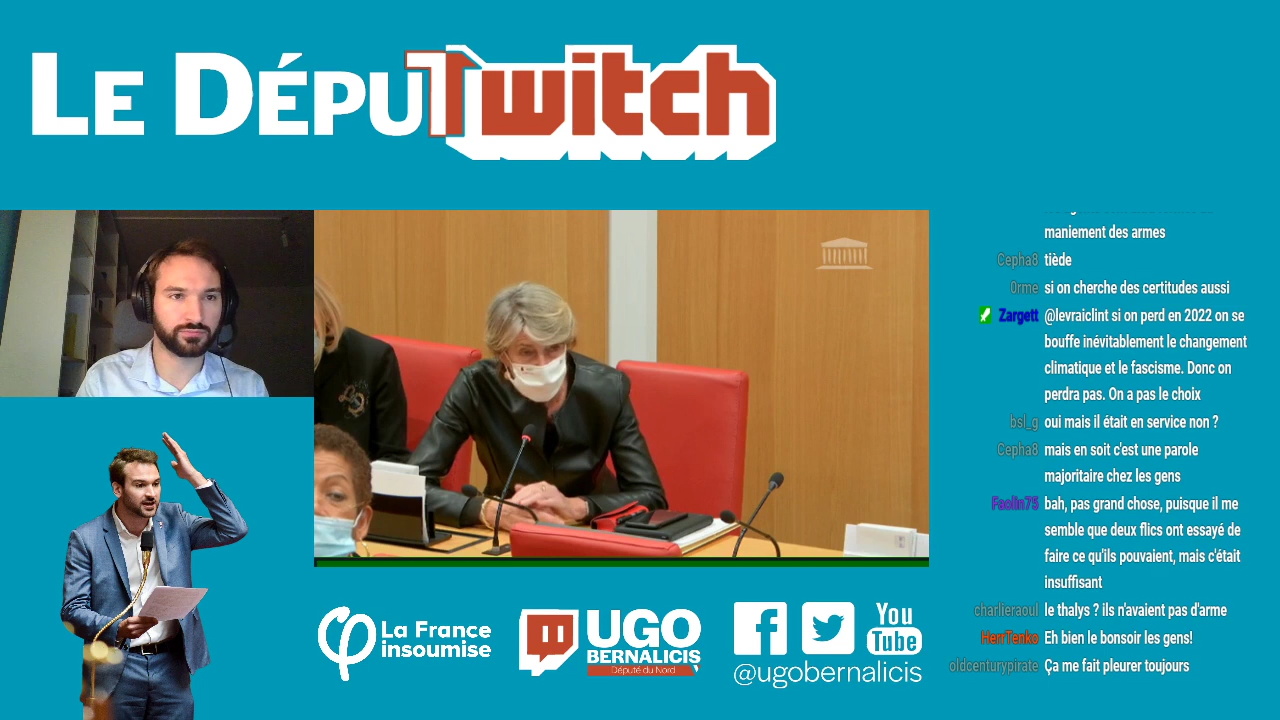 LE DÉPUTwitch
maniement des armes
Cepha8 tiède
0rme si on cherche des certitudes aussi
Zargett @levraiclint si on perd en 2022 on se
bouffe inévitablement le changement
climatique et le fascisme. Donc on
perdra pas. On a pas le choix
bsl_g oui mais il était en service non ?
Cepha8 mais en soit c'est une parole
majoritaire chez les gens
Faolin75 bah, pas grand chose, puisque il me
semble que deux flics ont essayé de
faire ce qu'ils pouvaient, mais c'était
insuffisant
charlieraoul le thalys ? ils n'avaient pas d'arme
HerrTenko Eh bien le bonsoir les gens!
oldcenturypirate Ça me fait pleurer toujours
La France
insoumise
UGO
BERNALICIS
Député du Nord
You
Tube
@ugobernalicis